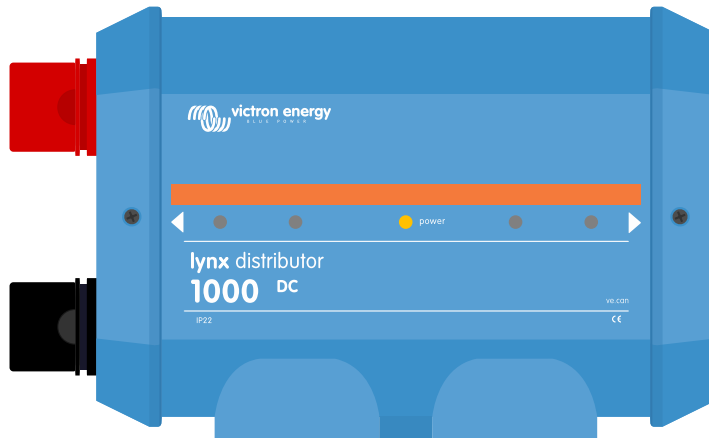 victron energy
BLUE POWER
power
lynx distributor
1000 DC
ve.can
IP22
CE